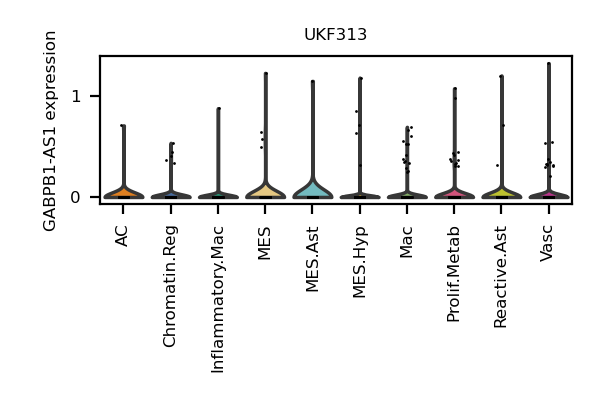 UKF313
GABPB1-AS1 expression
1
0
AC
Chromatin.Reg
Inflammatory.Mac
MES
MES.Ast
MES.Hyp
Mac
Prolif.Metab
Reactive.Ast
Vasc